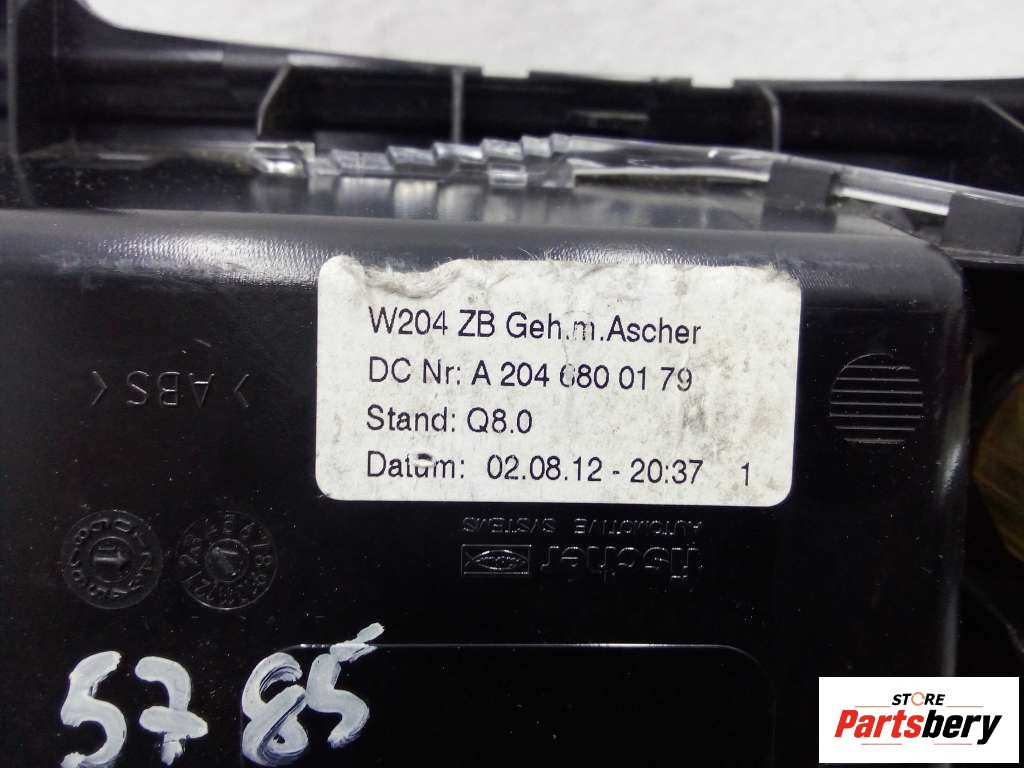 W204 ZB Geh.m.Ascher
DC Nr: A 204 680 01 79
Stand: Q8.0
Datum: 02.08.12 - 20:37 1
>ABS<
fischer
AUTOMOTIVE SYSTEMS
11
5785
STORE
Partsbery